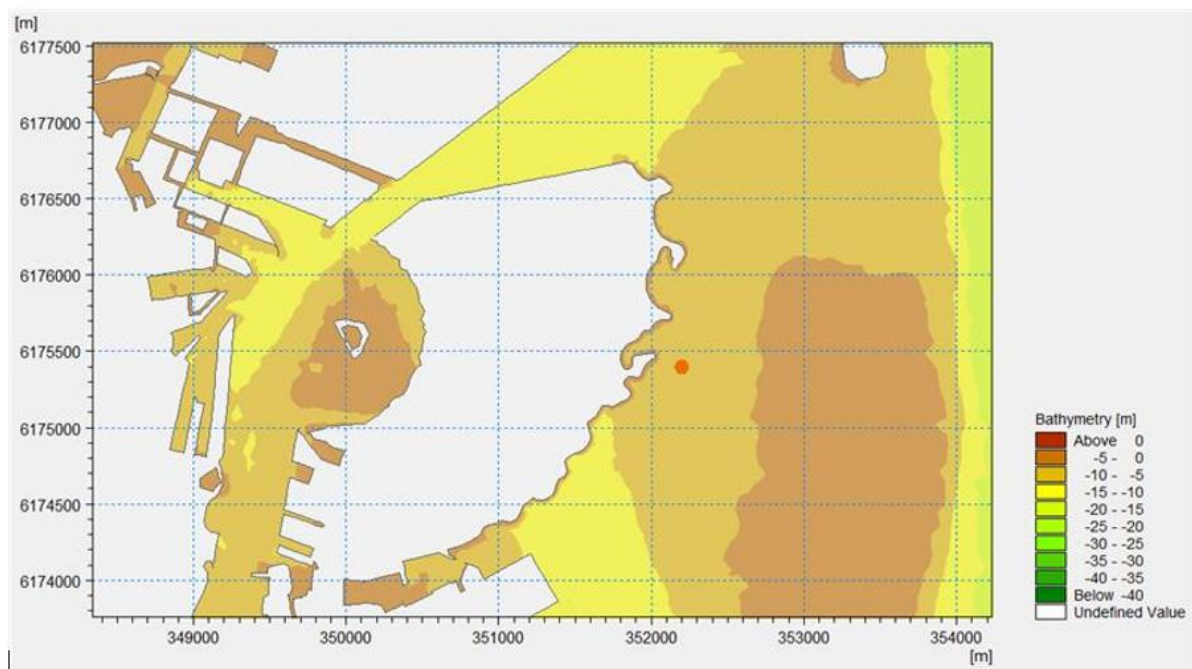 [m]
6177500
6177000
6176500
6176000
6175500
6175000
6174500
6174000
349000 350000 351000 352000 353000 354000
[m]
Bathymetry [m]
Above 0
-5 - 0
-10 - -5
-15 - -10
-20 - -15
-25 - -20
-30 - -25
-35 - -30
-40 - -35
Below -40
Undefined Value